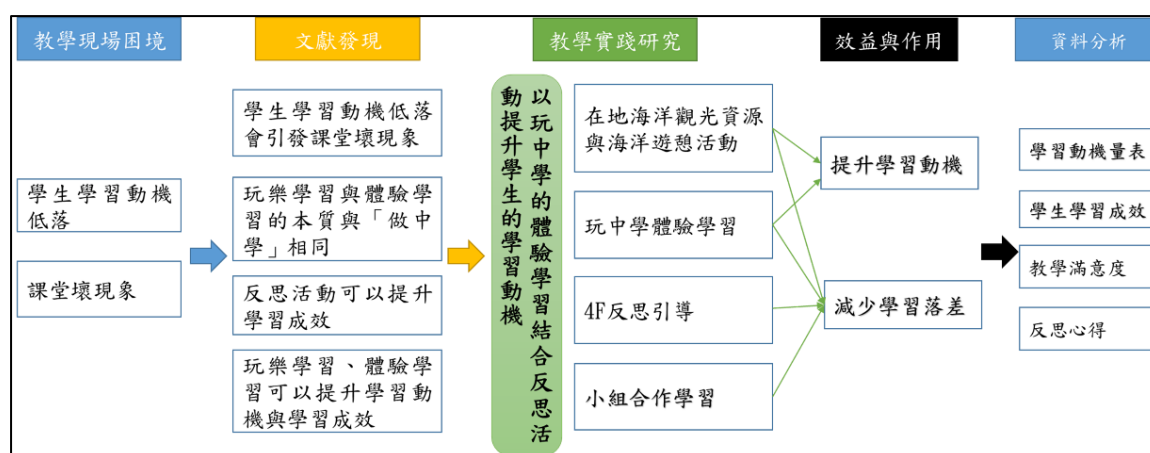 教學現場困境
文獻發現
教學實踐研究
效益與作用
資料分析
學生學習動機
低落
課堂壞現象
學生學習動機低落
會引發課堂壞現象
玩樂學習與體驗學
習的本質與「做中
學」相同
反思活動可以提升
學習成效
玩樂學習、體驗學
習可以提升學習動
機與學習成效
以玩中學的體驗學習結合反思活
動提升學生的學習動機
在地海洋觀光資源
與海洋遊憩活動
玩中學體驗學習
4F反思引導
小組合作學習
提升學習動機
減少學習落差
學習動機量表
學生學習成效
教學滿意度
反思心得